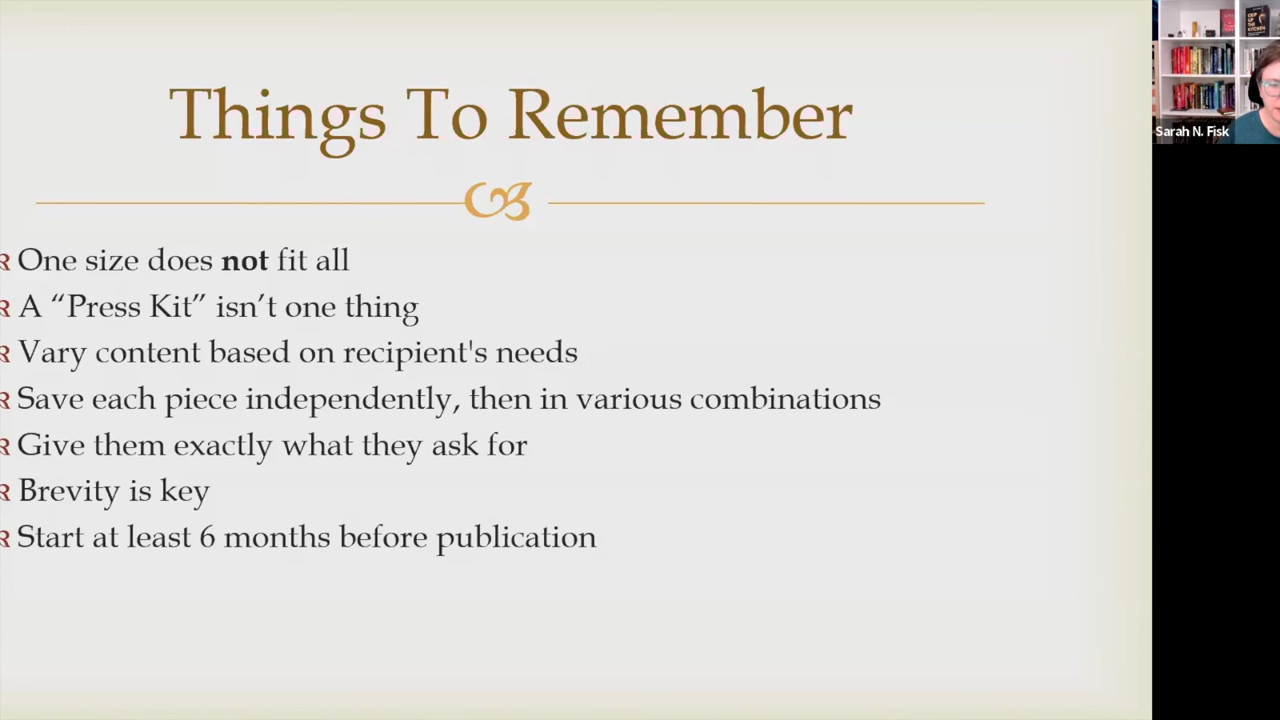 Things To Remember
One size does not fit all
A “Press Kit” isn’t one thing
Vary content based on recipient's needs
Save each piece independently, then in various combinations
Give them exactly what they ask for
Brevity is key
Start at least 6 months before publication
Sarah N. Fisk